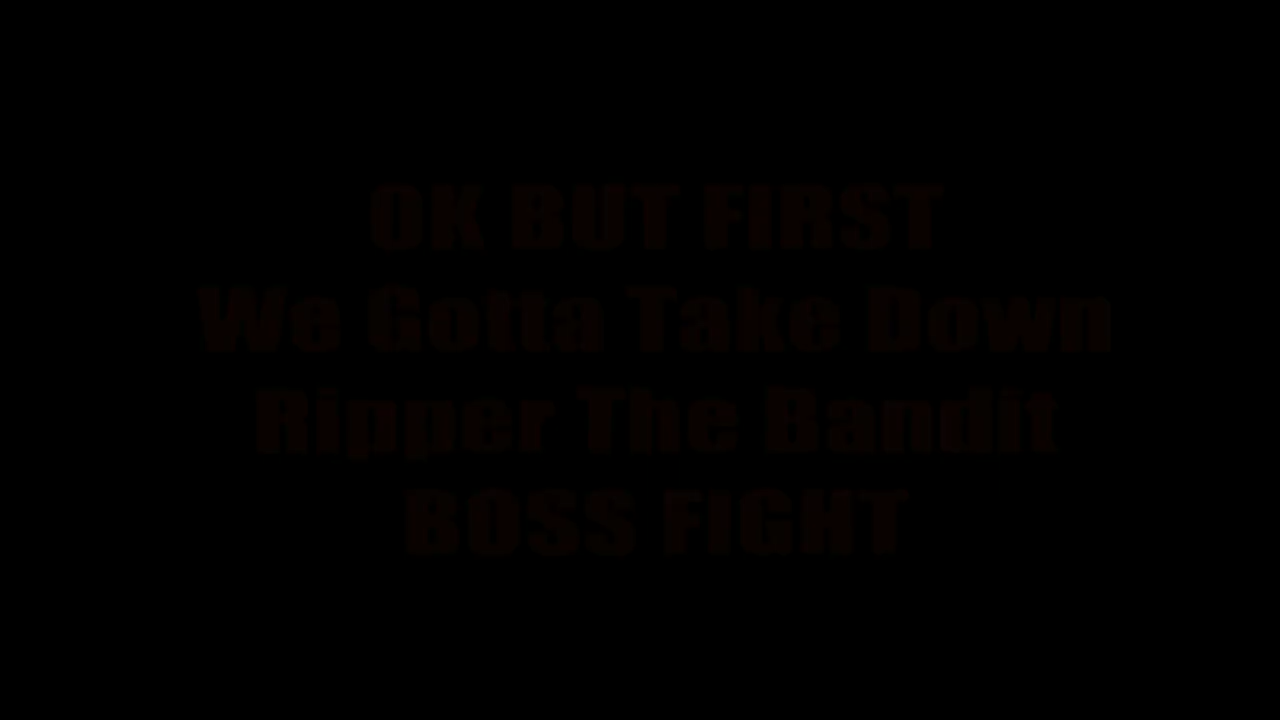 OK BUT FIRST
We Gotta Take Down
Ripper The Bandit
BOSS FIGHT